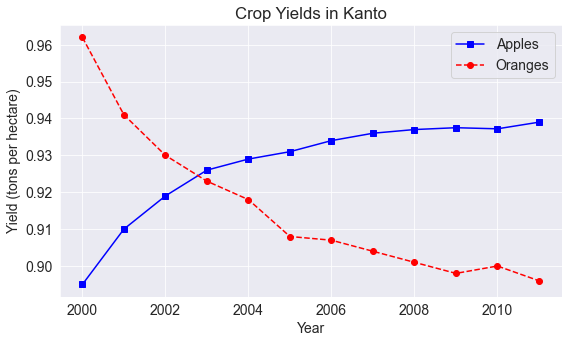 Crop Yields in Kanto
Apples
Oranges
Yield (tons per hectare)
0.96
0.95
0.94
0.93
0.92
0.91
0.90
2000 2002 2004 2006 2008 2010
Year